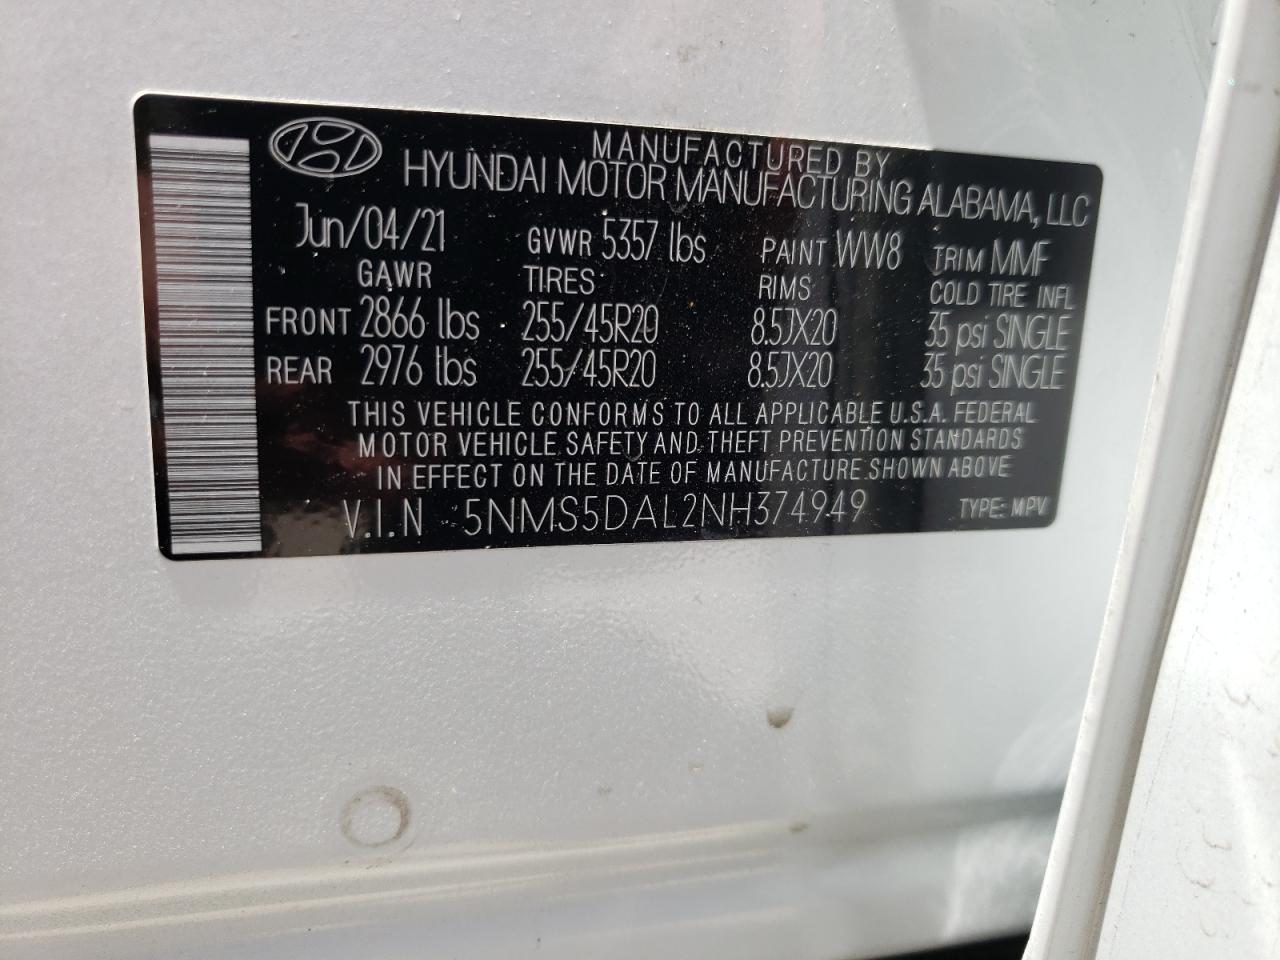 MANUFACTURED BY
HYUNDAI MOTOR MANUFACTURING ALABAMA, LLC
Jun/04/21 GVWR 5357 lbs PAINT WW8 TRIM MMF
GAWR TIRES RIMS COLD TIRE INFL
FRONT 2866 lbs 255/45R20 8.5JX20 35 psi SINGLE
REAR 2976 lbs 255/45R20 8.5JX20 35 psi SINGLE
THIS VEHICLE CONFORMS TO ALL APPLICABLE U.S.A. FEDERAL
MOTOR VEHICLE SAFETY AND THEFT PREVENTION STANDARDS
IN EFFECT ON THE DATE OF MANUFACTURE SHOWN ABOVE
V.I.N 5NMS5DAL2NH374949 TYPE: MPV